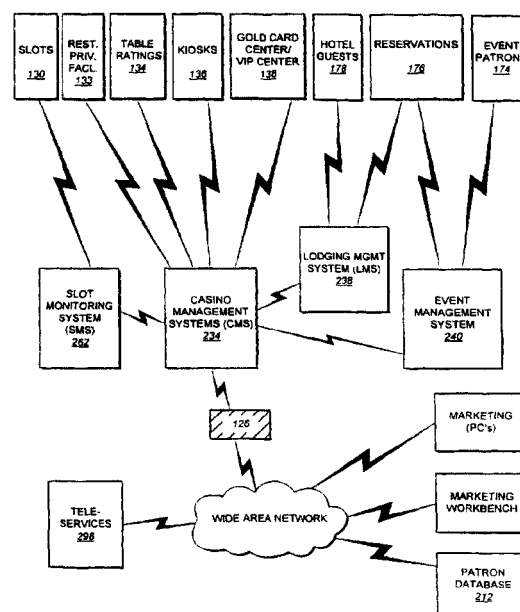 SLOTS
130
REST.
PRIV.
FACL.
133
TABLE
RATINGS
134
KIOSKS
136
GOLD CARD
CENTER/
VIP CENTER
138
HOTEL
GUESTS
178
RESERVATIONS
176
EVENT
PATRON
174
SLOT
MONITORING
SYSTEM
(SMS)
262
CASINO
MANAGEMENT
SYSTEMS (CMS)
234
LODGING MGMT
SYSTEM (LMS)
238
EVENT
MANAGEMENT
SYSTEM
240
126
MARKETING
(PC's)
TELE-
SERVICES
296
WIDE AREA NETWORK
MARKETING
WORKBENCH
PATRON
DATABASE
212